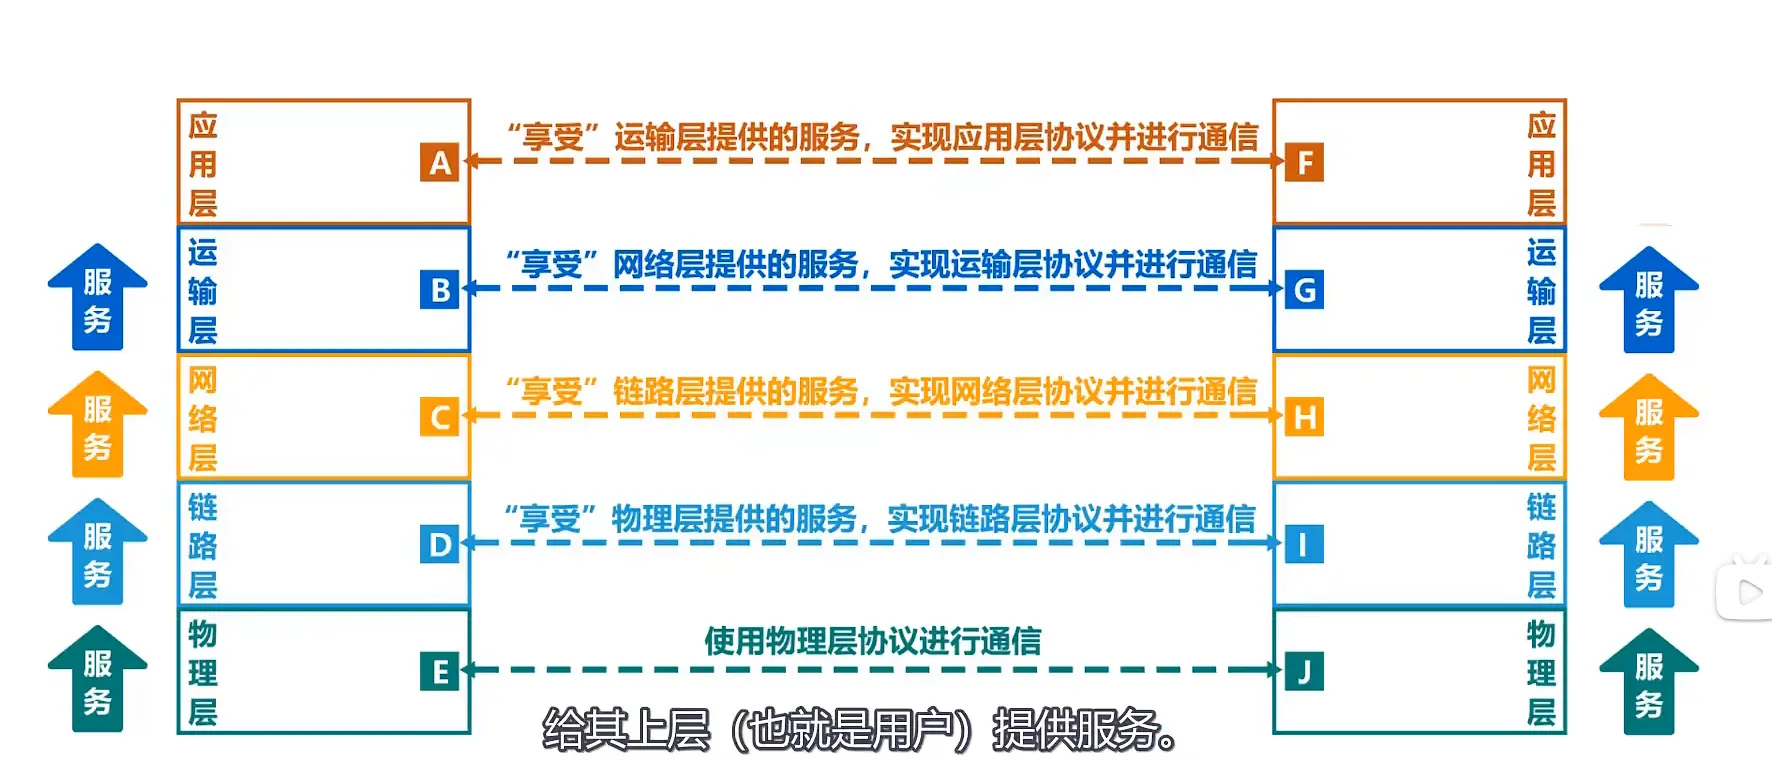 应用层
A
“享受”运输层提供的服务，实现应用层协议并进行通信
F
应用层
服务
运输层
B
“享受”网络层提供的服务，实现运输层协议并进行通信
G
运输层
服务
服务
网络层
C
“享受”链路层提供的服务，实现网络层协议并进行通信
H
网络层
服务
服务
链路层
D
“享受”物理层提供的服务，实现链路层协议并进行通信
I
链路层
服务
服务
物理层
E
使用物理层协议进行通信
J
物理层
服务
给其上层（也就是用户）提供服务。